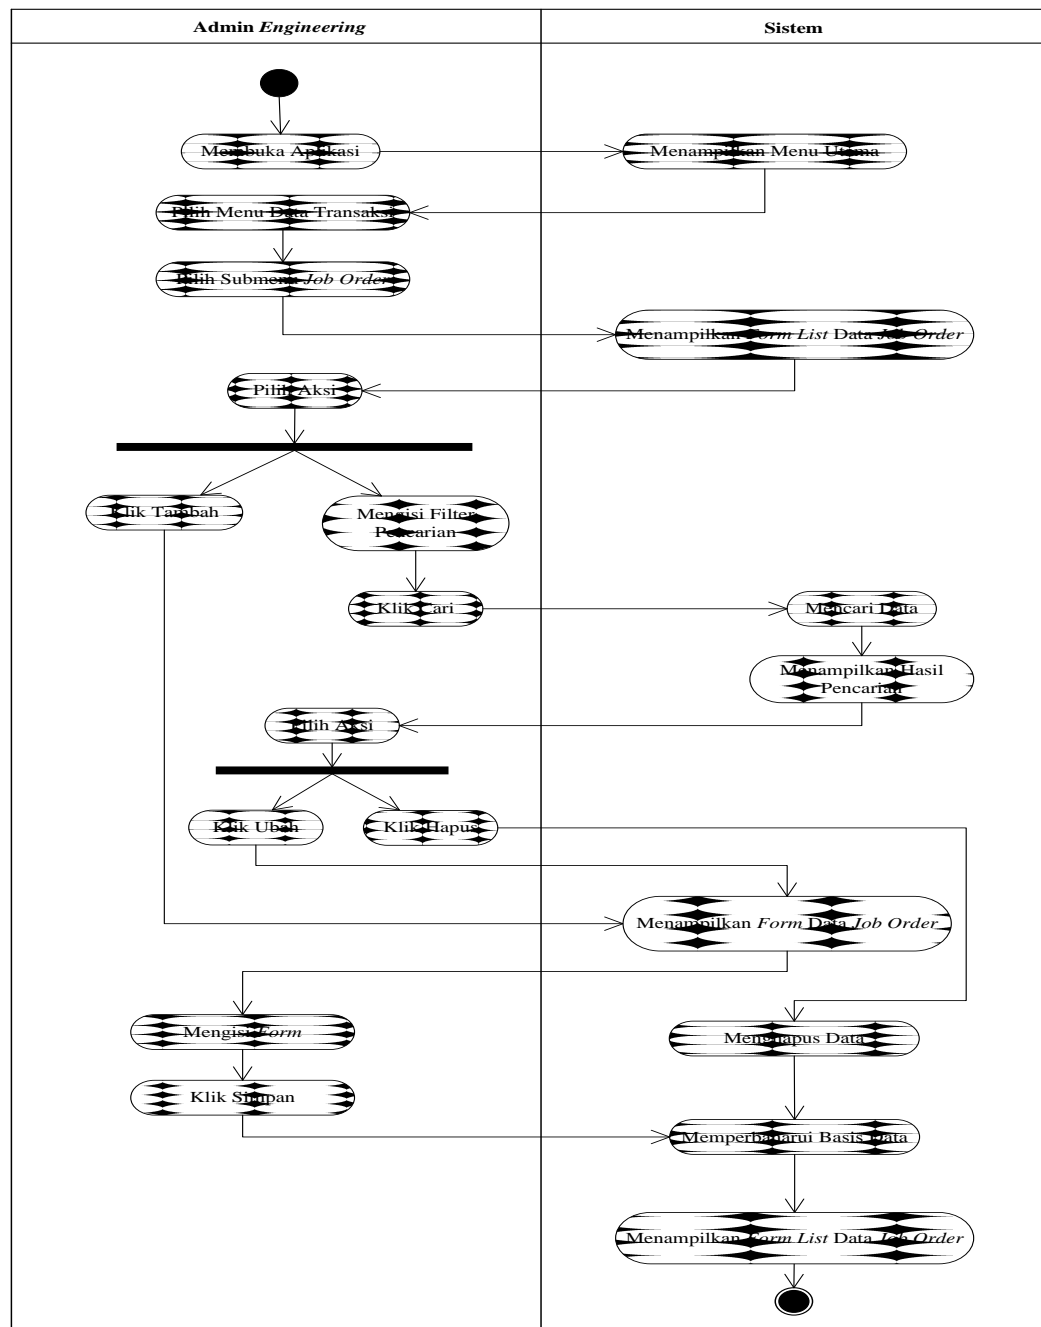 Admin Engineering
Sistem
Membuka Aplikasi
Menampilkan Menu Utama
Pilih Menu Data Transaksi
Pilih Submenu Job Order
Menampilkan Form List Data Job Order
Pilih Aksi
Klik Tambah
Mengisi Filter
Pencarian
Klik Cari
Mencari Data
Menampilkan Hasil
Pencarian
Pilih Aksi
Klik Ubah
Klik Hapus
Menampilkan Form Data Job Order
Mengisi Form
Menghapus Data
Klik Simpan
Memperbaharui Basis Data
Menampilkan Form List Data Job Order